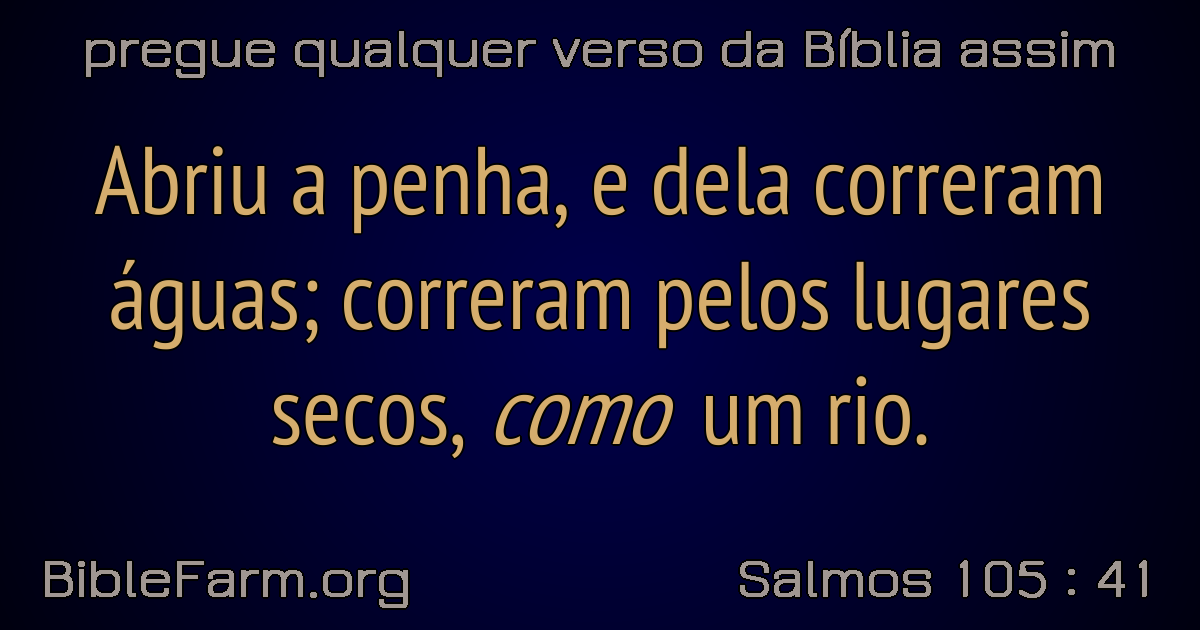 pregue qualquer verso da Bíblia assim
Abriu a penha, e dela correram
águas; correram pelos lugares
secos, como um rio.
BibleFarm.org
Salmos 105 : 41